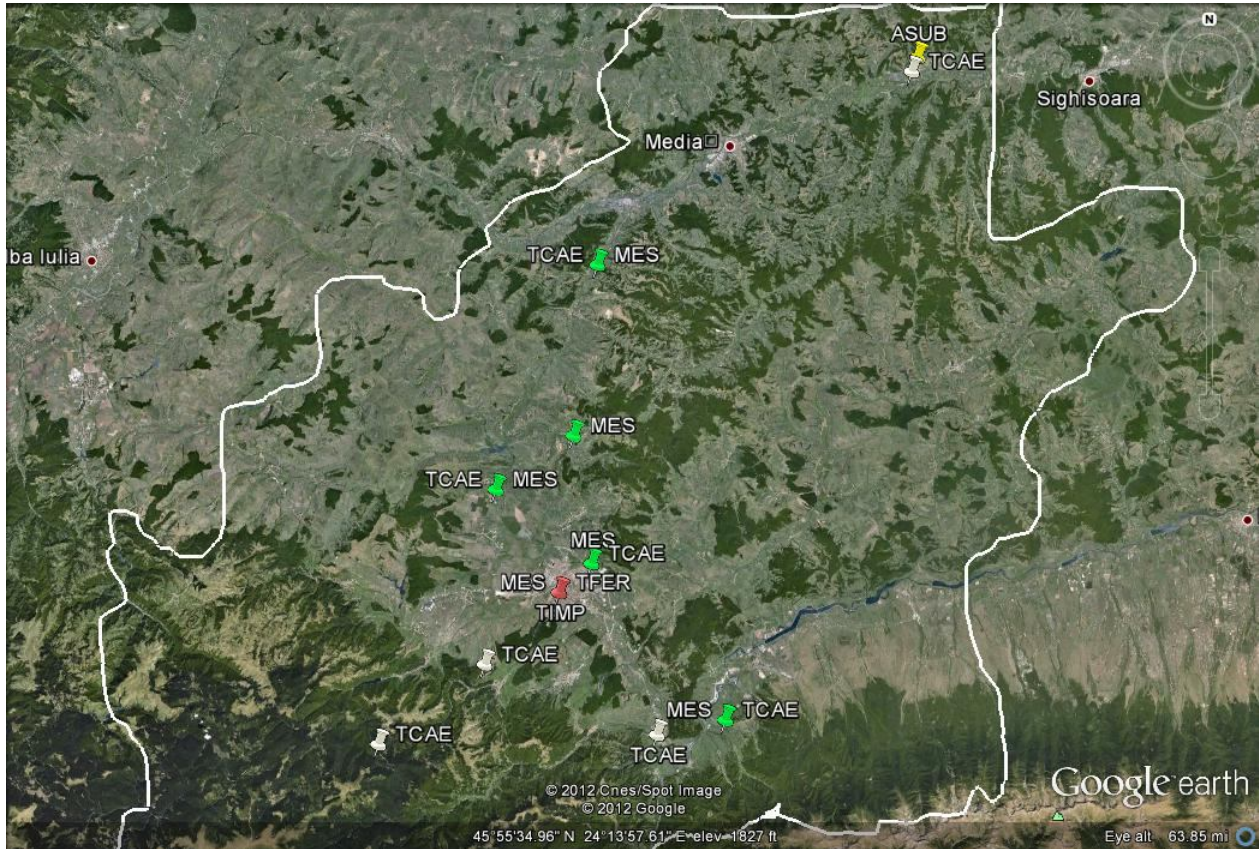 N
ASUB
TCAE
Sighisoara
Media
lba Iulia
TCAE MES
MES
TCAE MES
MES
TCAE
MES TFER
TIMP
TCAE
MES TCAE
TCAE
TCAE
Google earth
© 2012 Cnes/Spot Image
© 2012 Google
45°55'34.96" N 24°13'57.61" E elev 1827 ft
Eye alt 63.85 mi